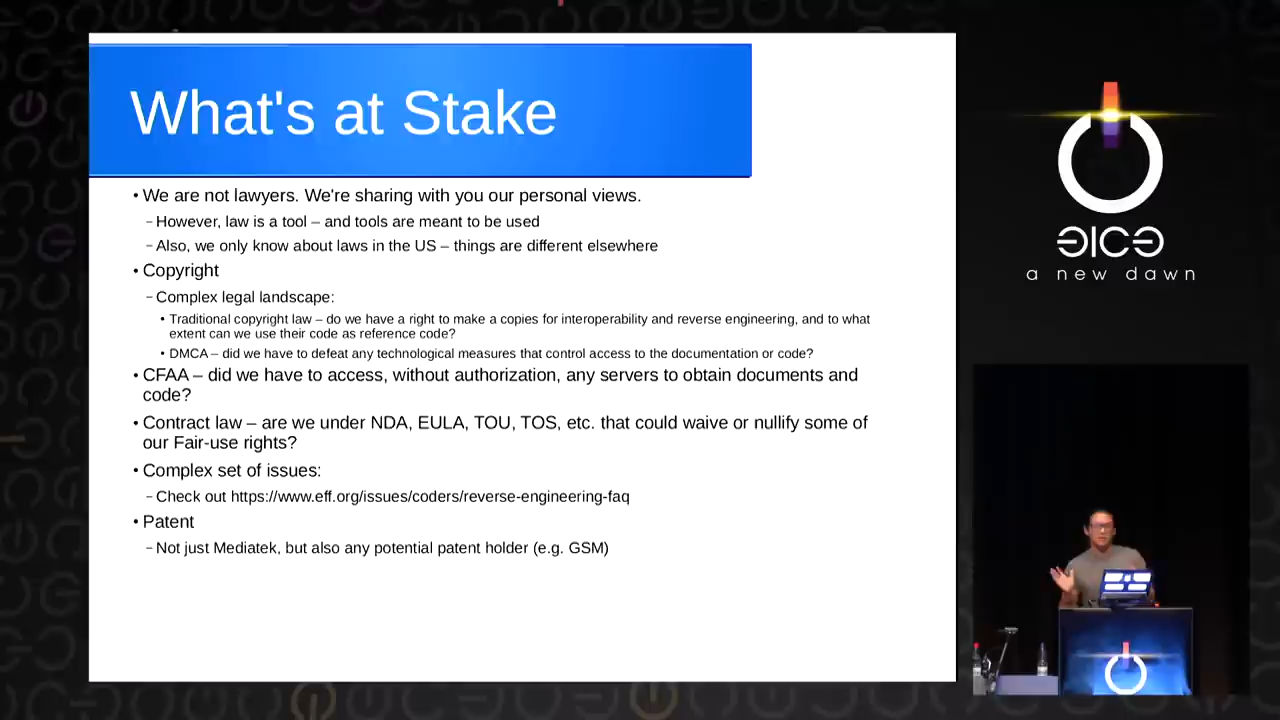 What's at Stake
• We are not lawyers. We're sharing with you our personal views.
– However, law is a tool – and tools are meant to be used
– Also, we only know about laws in the US – things are different elsewhere
• Copyright
– Complex legal landscape:
• Traditional copyright law – do we have a right to make a copies for interoperability and reverse engineering, and to what
extent can we use their code as reference code?
• DMCA – did we have to defeat any technological measures that control access to the documentation or code?
• CFAA – did we have to access, without authorization, any servers to obtain documents and
code?
• Contract law – are we under NDA, EULA, TOU, TOS, etc. that could waive or nullify some of
our Fair-use rights?
• Complex set of issues:
– Check out https://www.eff.org/issues/coders/reverse-engineering-faq
• Patent
– Not just Mediatek, but also any potential patent holder (e.g. GSM)
a new dawn